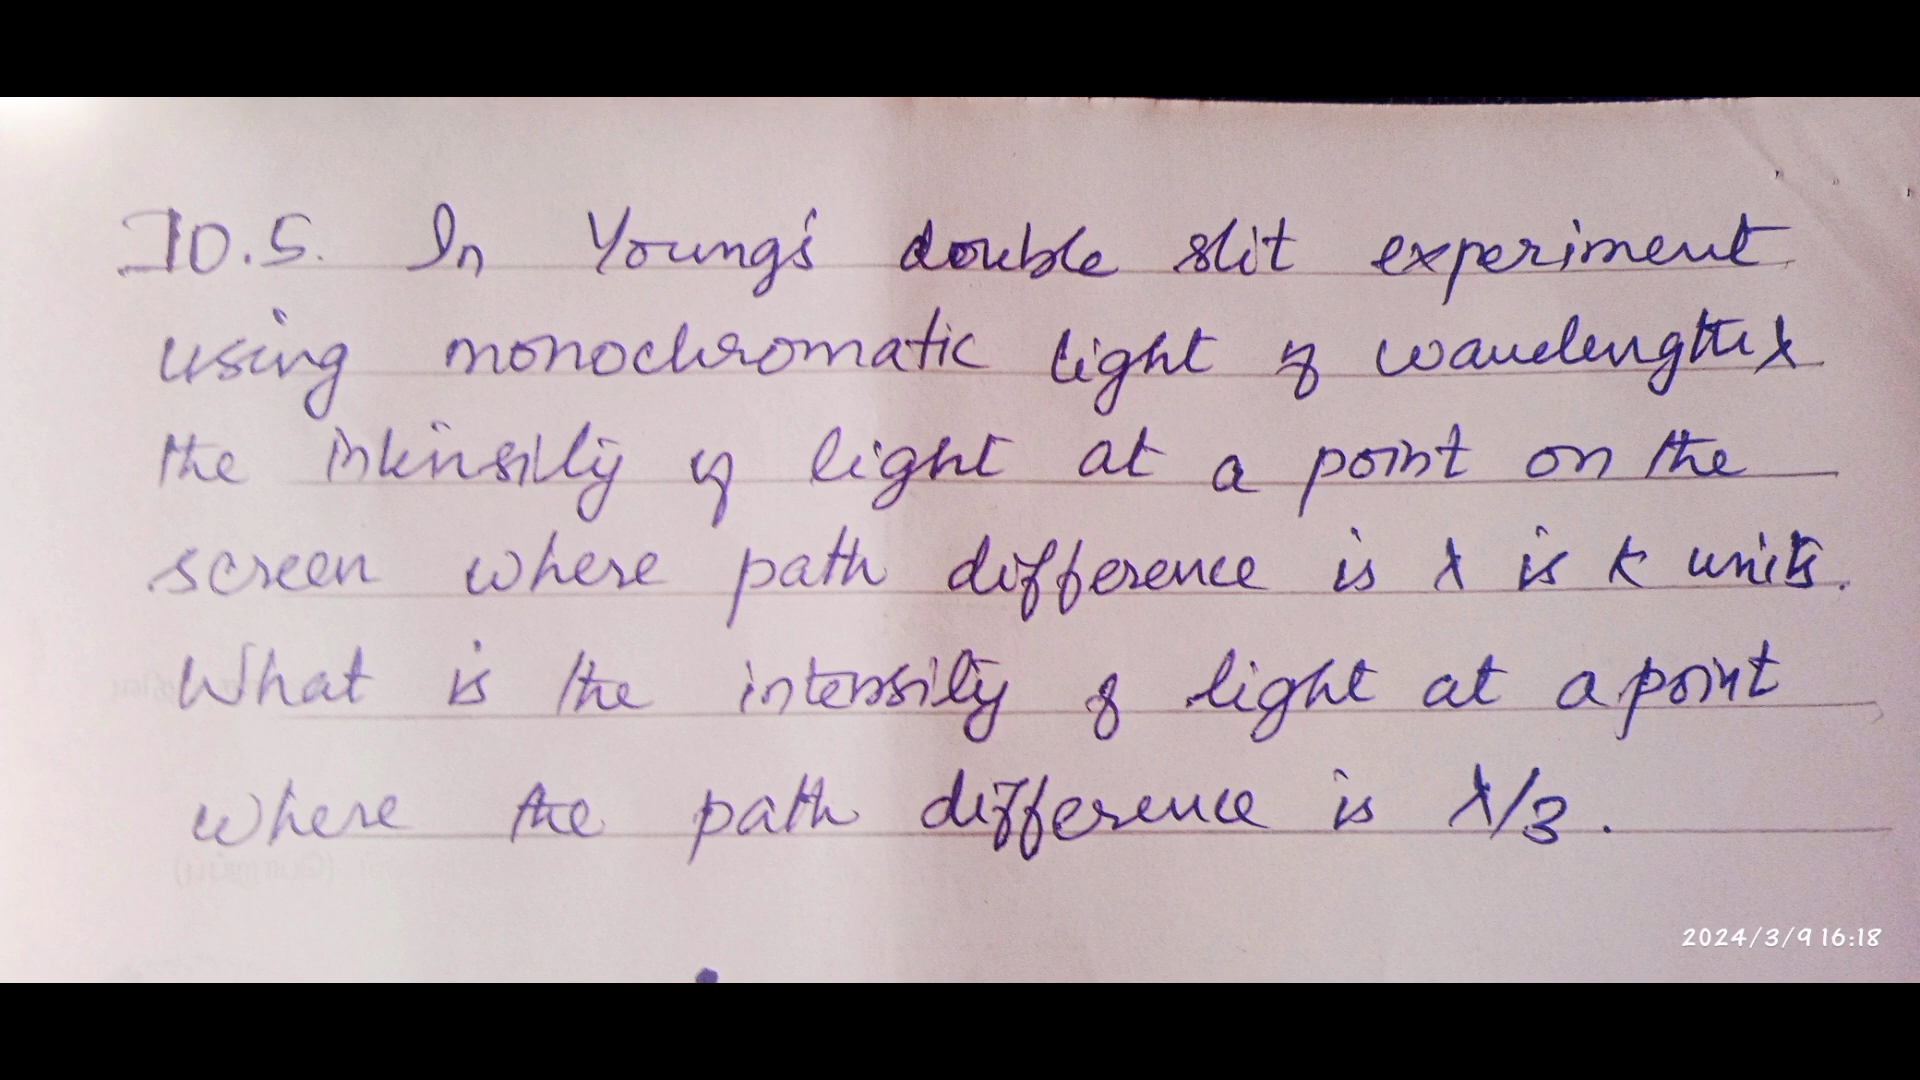 10.5. In Young's double slit experiment
using monochromatic light of wavelength λ
the intensity of light at a point on the
screen where path difference is λ is K units.
What is the intensity of light at a point
where the path difference is λ/3.
2024/3/9 16:18